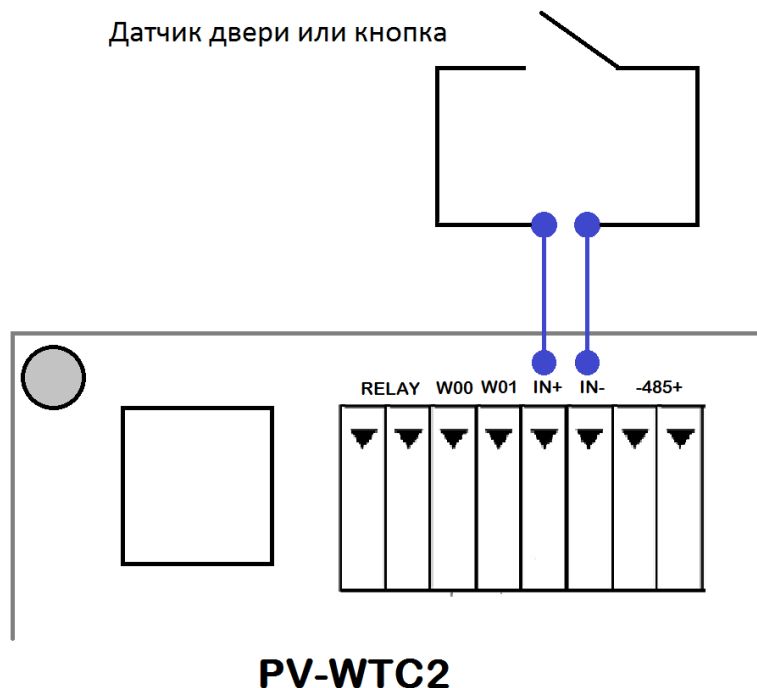 Датчик двери или кнопка
RELAY W00 W01 IN+ IN- -485+
PV-WTC2